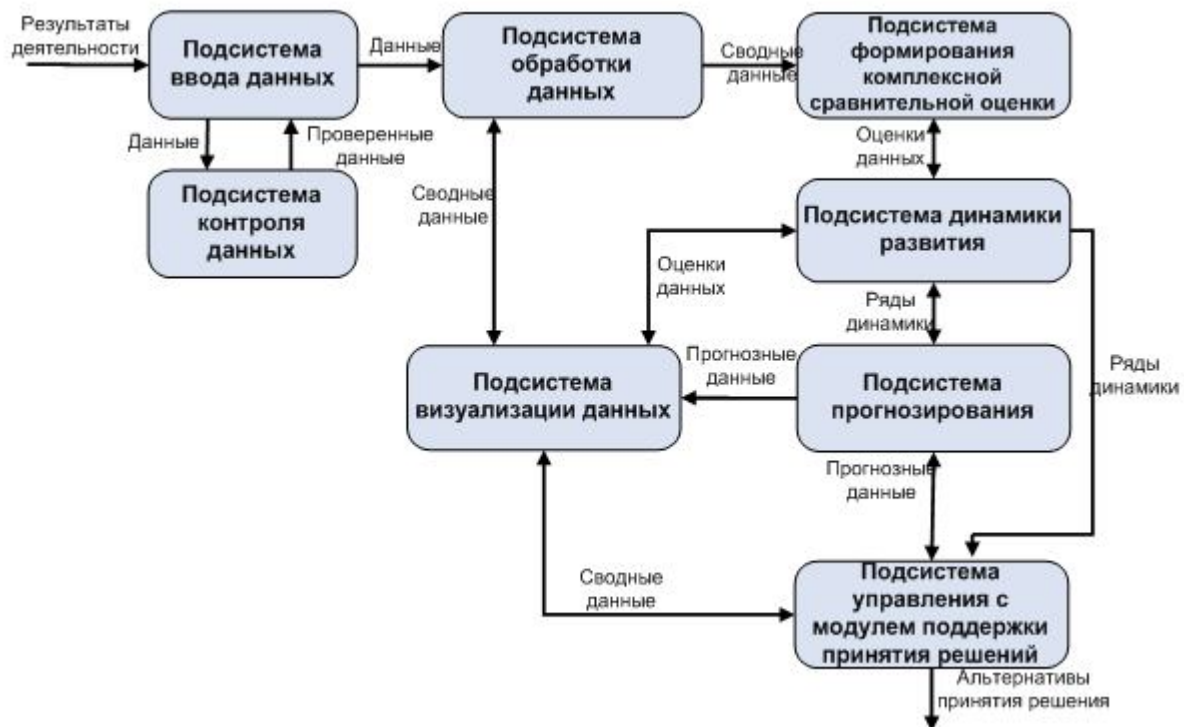 Результаты
деятельности
Подсистема
ввода данных
Данные
Подсистема
обработки
данных
Сводные
данные
Подсистема
формирования
комплексной
сравнительной оценки
Данные
Проверенные
данные
Оценки
данных
Подсистема
контроля
данных
Сводные
данные
Подсистема динамики
развития
Оценки
данных
Ряды
динамики
Подсистема
визуализации данных
Прогнозные
данные
Подсистема
прогнозирования
Ряды
динамики
Прогнозные
данные
Сводные
данные
Подсистема
управления с
модулем поддержки
принятия решений
Альтернативы
принятия решения